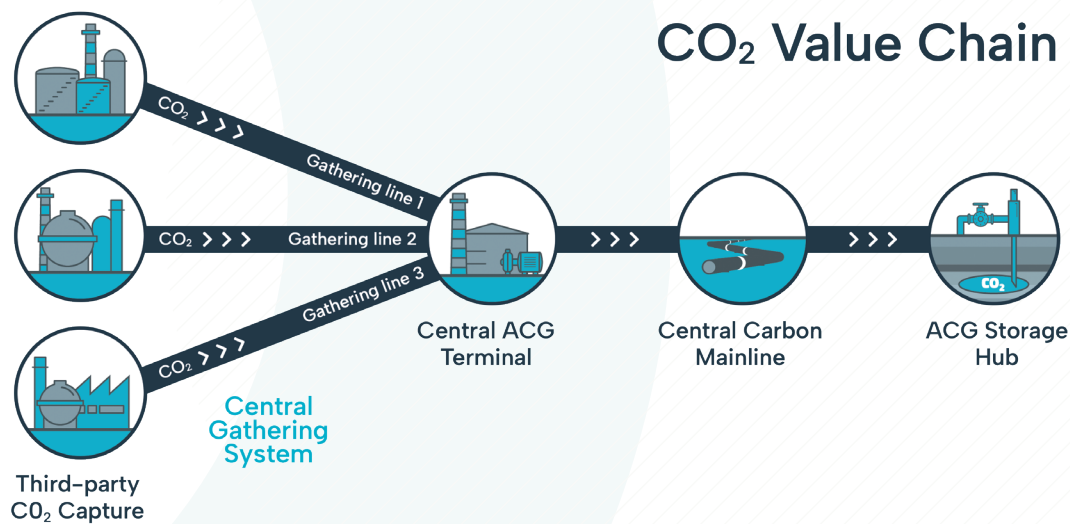 CO₂ Value Chain
CO₂
Gathering line 1
CO₂
Gathering line 2
CO₂
Gathering line 3
Central ACG
Terminal
Central Carbon
Mainline
CO₂
ACG Storage
Hub
Central
Gathering
System
Third-party
C0₂ Capture